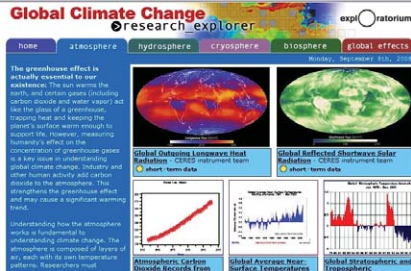 Global Climate Change
research explorer
expl ratorium
home
atmosphere
hydrosphere
cryosphere
biosphere
global effects
Monday, September 8th, 200
The greenhouse effect is
actually essential to our
existence: The sun warms the
earth, and certain gases (including
carbon dioxide and water vapor) act
like the glass of a greenhouse,
trapping heat and keeping the
planet's surface warm enough to
support life. However, measuring
humanity's effect on the
concentration of greenhouse gases
is a key issue in understanding
global climate change. Industry and
other human activity add carbon
dioxide to the atmosphere. This
strengthens the greenhouse effect
and may cause a significant warming
trend.
Understanding how the atmosphere
works is fundamental to
understanding climate change. The
atmosphere is composed of layers of
air, each with its own temperature
patterns. Researchers must
Global Outgoing Longwave Heat
Radiation - CERES instrument team
short-term data
Global Reflected Shortwave Solar
Radiation - CERES instrument team
short-term data
Atmospheric Carbon
Dioxide Records from
Global Average Near-
Surface Temperatures
Global Stratospheric and
Tropospheric